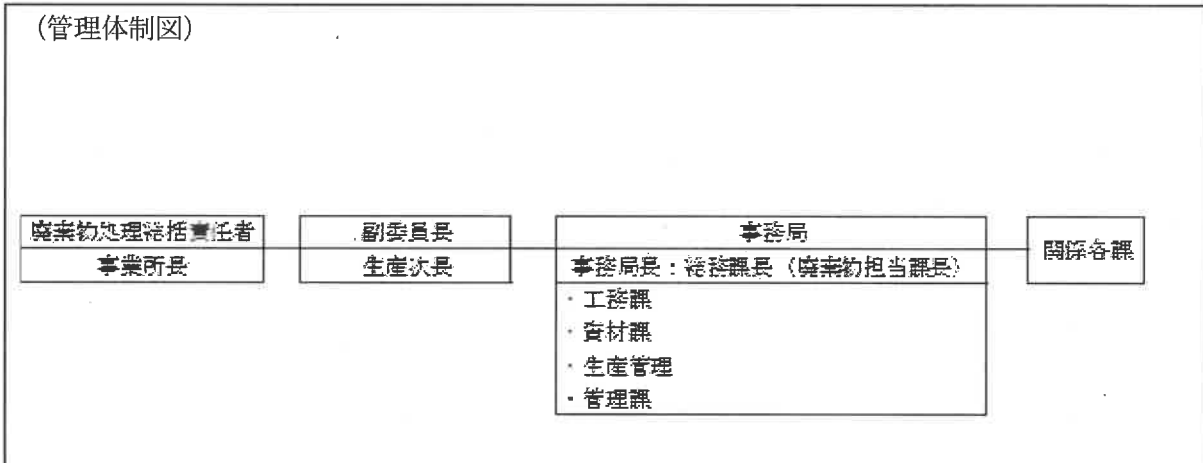 (管理体制図)
廃棄物処理総括責任者
事業所長
副委員長
生産次長
事務局
事務局長:総務課長(廃棄物担当課長)
・工務課
・資材課
・生産管理
・管理課
関係各課